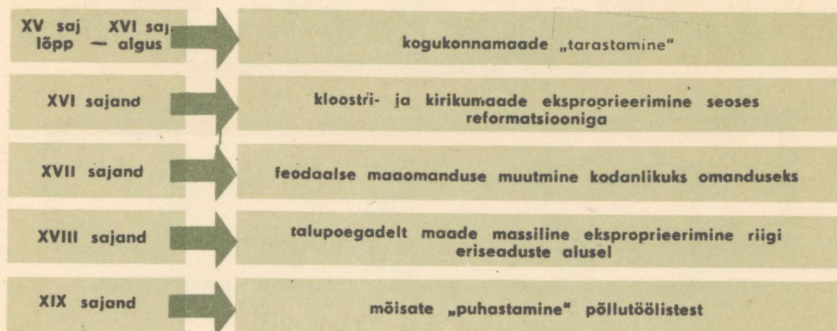 XV saj XVI saj.
lõpp — algus
kogukonnamaade „tarastamine“
XVI sajand
kloostri- ja kirikumaade eksproprieerimine seoses
reformatsiooniga
XVII sajand
feodaalse maaomanduse muutmine kodanlikuks omanduseks
XVIII sajand
talupoegadelt maade massiline eksproprieerimine riigi
eriseaduste alusel
XIX sajand
mõisate „puhastamine“ põllutöölistest